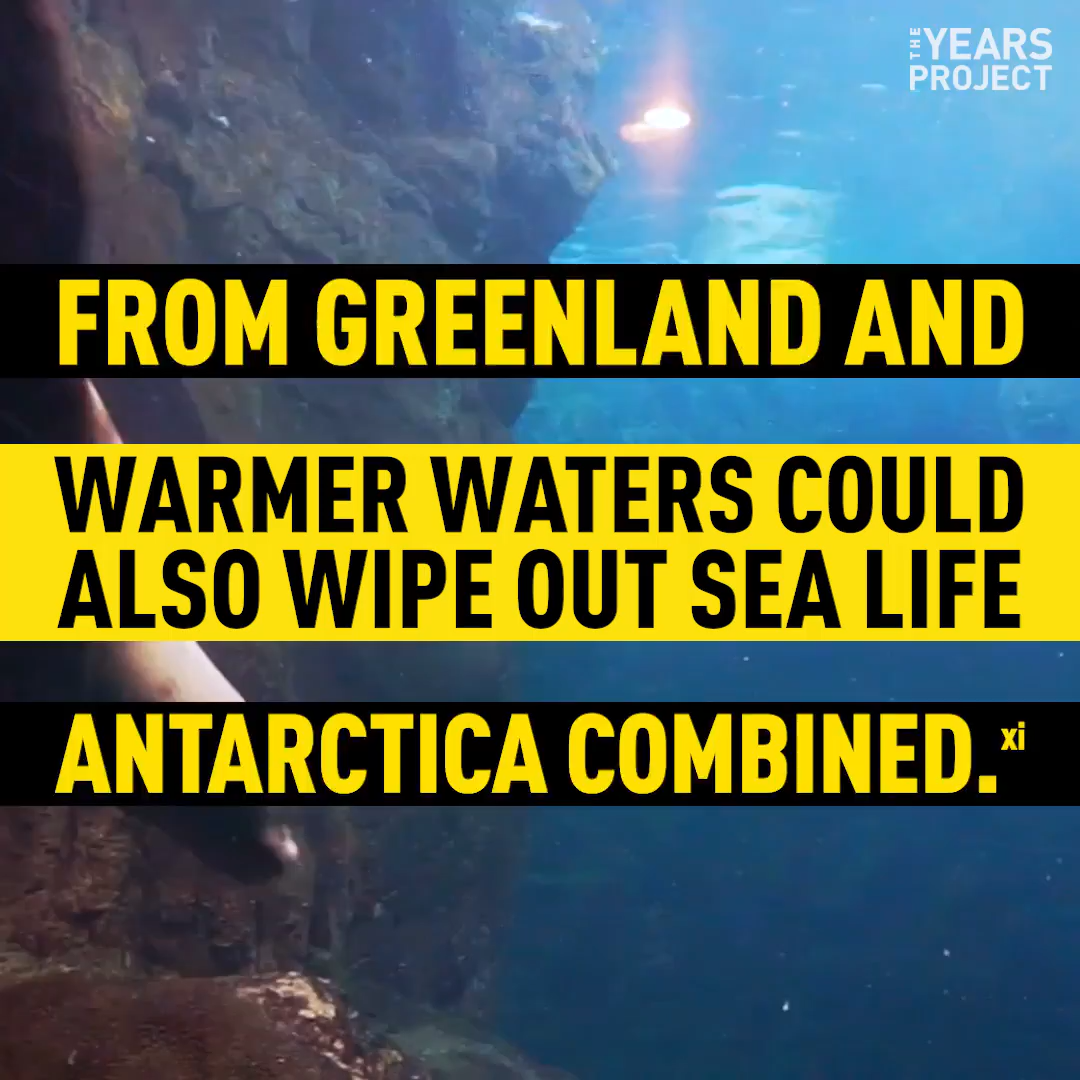 THE YEARS
PROJECT
FROM GREENLAND AND
WARMER WATERS COULD
ALSO WIPE OUT SEA LIFE
ANTARCTICA COMBINED.xi